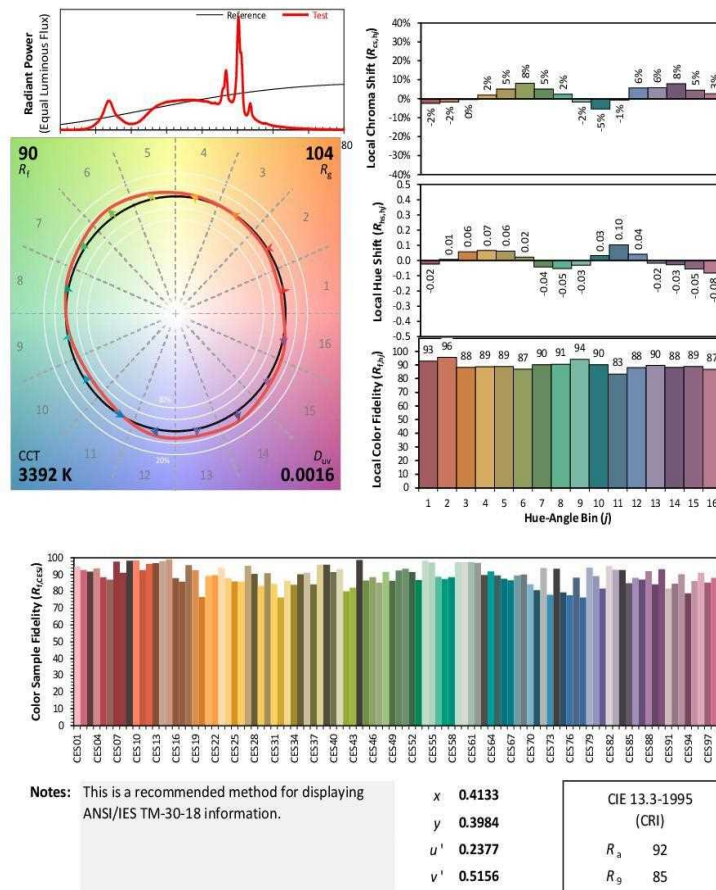 Reference Test
Radiant Power
(Equal Luminous Flux)
80
90
Rf
104
Rg
5 4
6 3
7 2
8 1
9 16
10 15
11 14
12 13
20%
CCT
3392 K
Duv
0.0016
Local Chroma Shift (Rcs,hj)
40%
30%
20%
10%
0%
-10%
-20%
-30%
-40%
-2% -2% 0% 2% 5% 8% 5% 2% -2% -5% -1% 6% 6% 8% 5% 3%
Local Hue Shift (Rhs,hj)
0.5
0.4
0.3
0.2
0.1
0.0
-0.1
-0.2
-0.3
-0.4
-0.5
-0.02 0.01 0.06 0.07 0.06 0.02 -0.04 -0.05 -0.03 0.03 0.10 0.04 -0.02 -0.03 -0.05 -0.08
Local Color Fidelity (Rf,hj)
100
90
80
70
60
50
40
30
20
10
0
93 96 88 89 89 87 90 91 94 90 83 88 90 88 89 87
1 2 3 4 5 6 7 8 9 10 11 12 13 14 15 16
Hue-Angle Bin (j)
Color Sample Fidelity (Rf,CESi)
100
90
80
70
60
50
40
30
20
10
0
CES01 CES04 CES07 CES10 CES13 CES16 CES19 CES22 CES25 CES28 CES31 CES34 CES37 CES40 CES43 CES46 CES49 CES52 CES55 CES58 CES61 CES64 CES67 CES70 CES73 CES76 CES79 CES82 CES85 CES88 CES91 CES94 CES97
Notes: This is a recommended method for displaying
ANSI/IES TM-30-18 information.
x 0.4133
y 0.3984
u' 0.2377
v' 0.5156
CIE 13.3-1995
(CRI)
Ra 92
R9 85